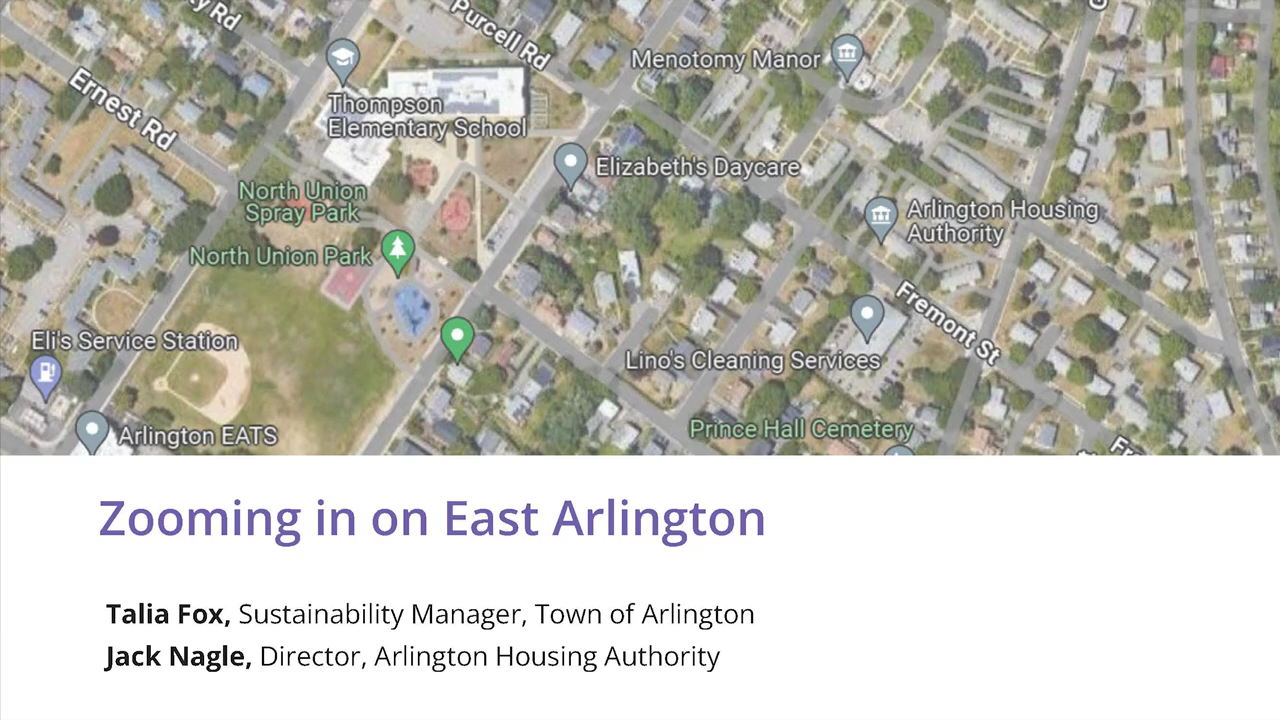 y Rd
Purcell Rd
Menotomy Manor
Ernest Rd
Thompson
Elementary School
Elizabeth's Daycare
North Union
Spray Park
Arlington Housing
Authority
North Union Park
Fremont St
Eli's Service Station
Lino's Cleaning Services
Arlington EATS
Prince Hall Cemetery
Fr
Zooming in on East Arlington
Talia Fox, Sustainability Manager, Town of Arlington
Jack Nagle, Director, Arlington Housing Authority